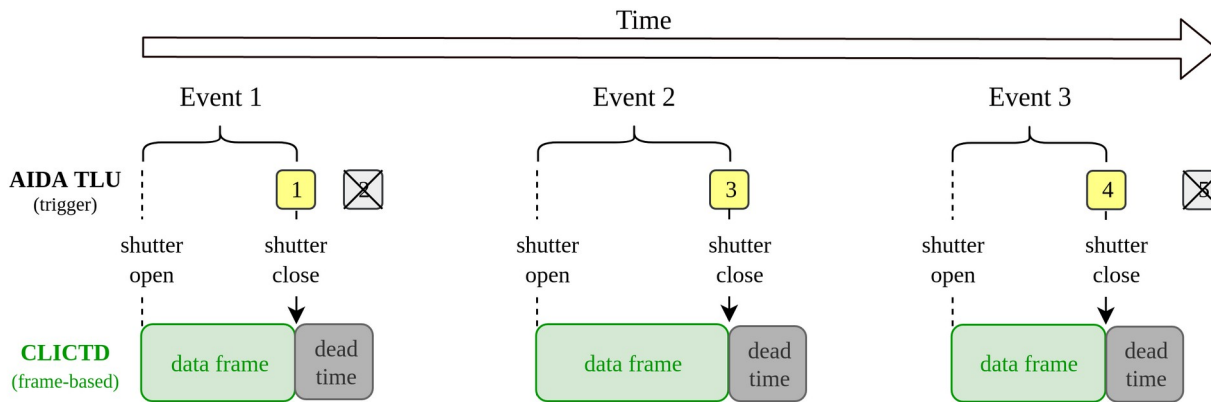 Time
Event 1 Event 2 Event 3
AIDA TLU
(trigger)
1 2 3 4 5
shutter open
shutter close
shutter open
shutter close
shutter open
shutter close
CLICTD
(frame-based)
data frame
dead time
data frame
dead time
data frame
dead time